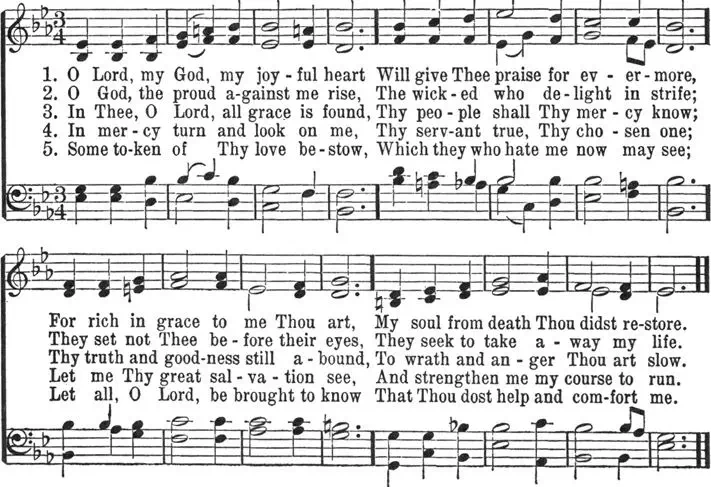 3 4
1. O Lord, my God, my joy-ful heart Will give Thee praise for ev - er-more,
2. O God, the proud a-gainst me rise, The wick-ed who de-light in strife;
3. In Thee, O Lord, all grace is found, Thy peo-ple shall Thy mer-cy know;
4. In mer-cy turn and look on me, Thy serv-ant true, Thy cho-sen one;
5. Some to-ken of Thy love be-stow, Which they who hate me now may see;
3 4
For rich in grace to me Thou art, My soul from death Thou didst re-store.
They set not Thee be-fore their eyes, They seek to take a-way my life.
Thy truth and good-ness still a-bound, To wrath and an-ger Thou art slow.
Let me Thy great sal-va-tion see, And strengthen me my course to run.
Let all, O Lord, be brought to know That Thou dost help and com-fort me.